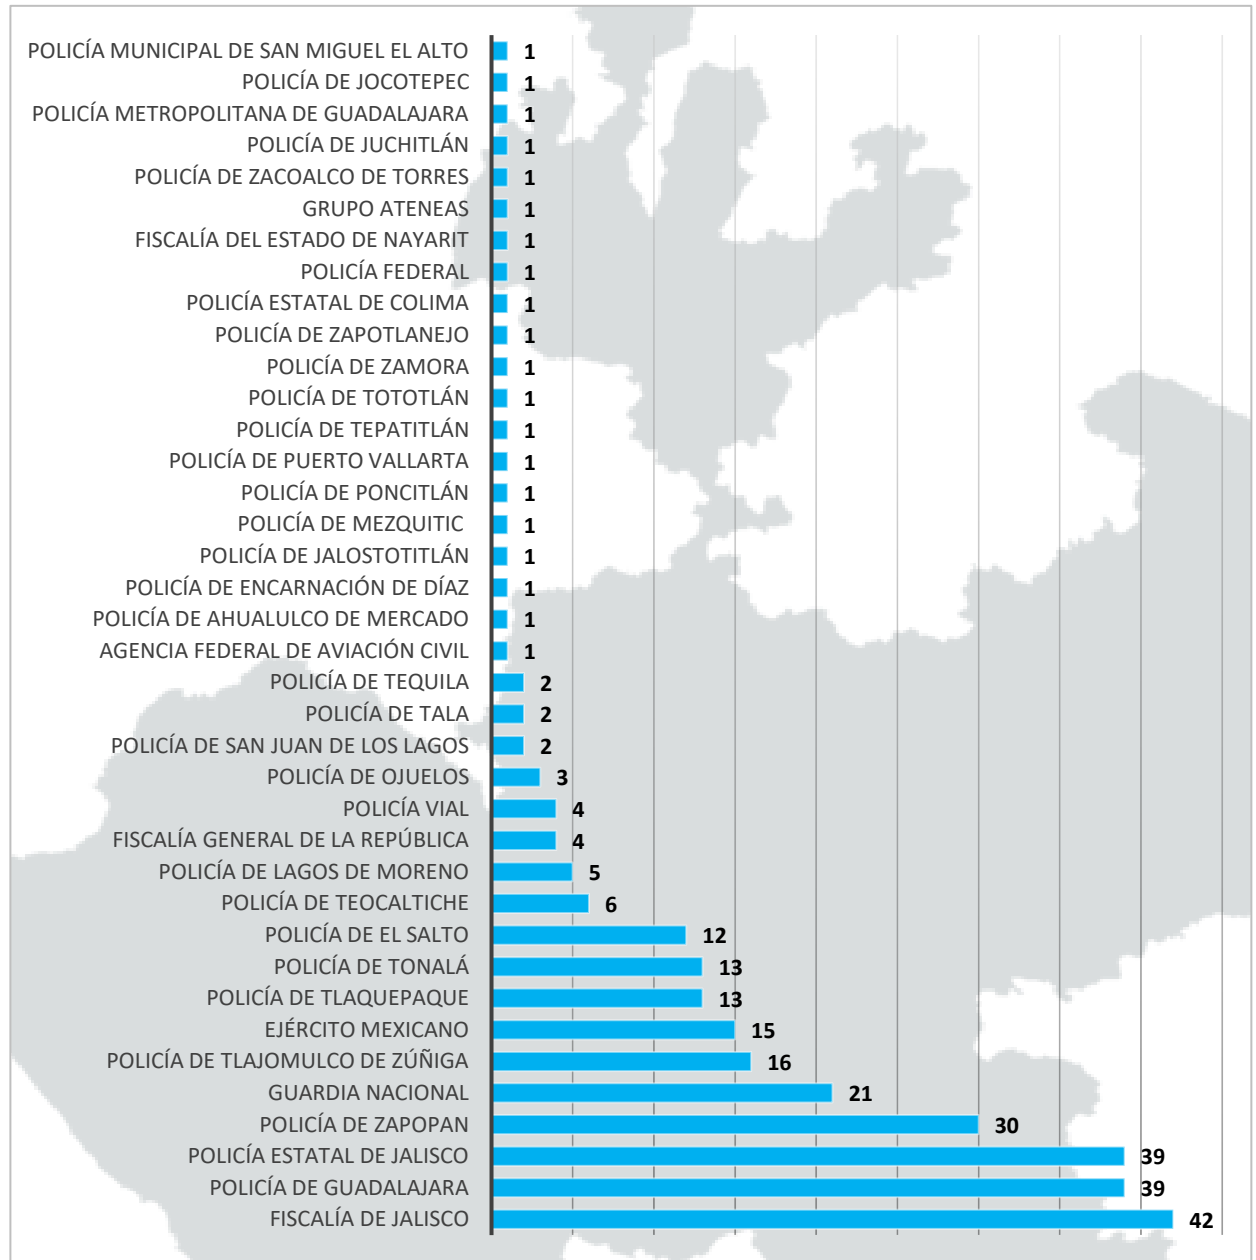 POLICÍA MUNICIPAL DE SAN MIGUEL EL ALTO 1
POLICÍA DE JOCOTEPEC 1
POLICÍA METROPOLITANA DE GUADALAJARA 1
POLICÍA DE JUCHITLÁN 1
POLICÍA DE ZACOALCO DE TORRES 1
GRUPO ATENEAS 1
FISCALÍA DEL ESTADO DE NAYARIT 1
POLICÍA FEDERAL 1
POLICÍA ESTATAL DE COLIMA 1
POLICÍA DE ZAPOTLANEJO 1
POLICÍA DE ZAMORA 1
POLICÍA DE TOTOTLÁN 1
POLICÍA DE TEPATITLÁN 1
POLICÍA DE PUERTO VALLARTA 1
POLICÍA DE PONCITLÁN 1
POLICÍA DE MEZQUITIC 1
POLICÍA DE JALOSTOTITLÁN 1
POLICÍA DE ENCARNACIÓN DE DÍAZ 1
POLICÍA DE AHUALULCO DE MERCADO 1
AGENCIA FEDERAL DE AVIACIÓN CIVIL 1
POLICÍA DE TEQUILA 2
POLICÍA DE TALA 2
POLICÍA DE SAN JUAN DE LOS LAGOS 2
POLICÍA DE OJUELOS 3
POLICÍA VIAL 4
FISCALÍA GENERAL DE LA REPÚBLICA 4
POLICÍA DE LAGOS DE MORENO 5
POLICÍA DE TEOCALTICHE 6
POLICÍA DE EL SALTO 12
POLICÍA DE TONALÁ 13
POLICÍA DE TLAQUEPAQUE 13
EJÉRCITO MEXICANO 15
POLICÍA DE TLAJOMULCO DE ZÚÑIGA 16
GUARDIA NACIONAL 21
POLICÍA DE ZAPOPAN 30
POLICÍA ESTATAL DE JALISCO 39
POLICÍA DE GUADALAJARA 39
FISCALÍA DE JALISCO 42